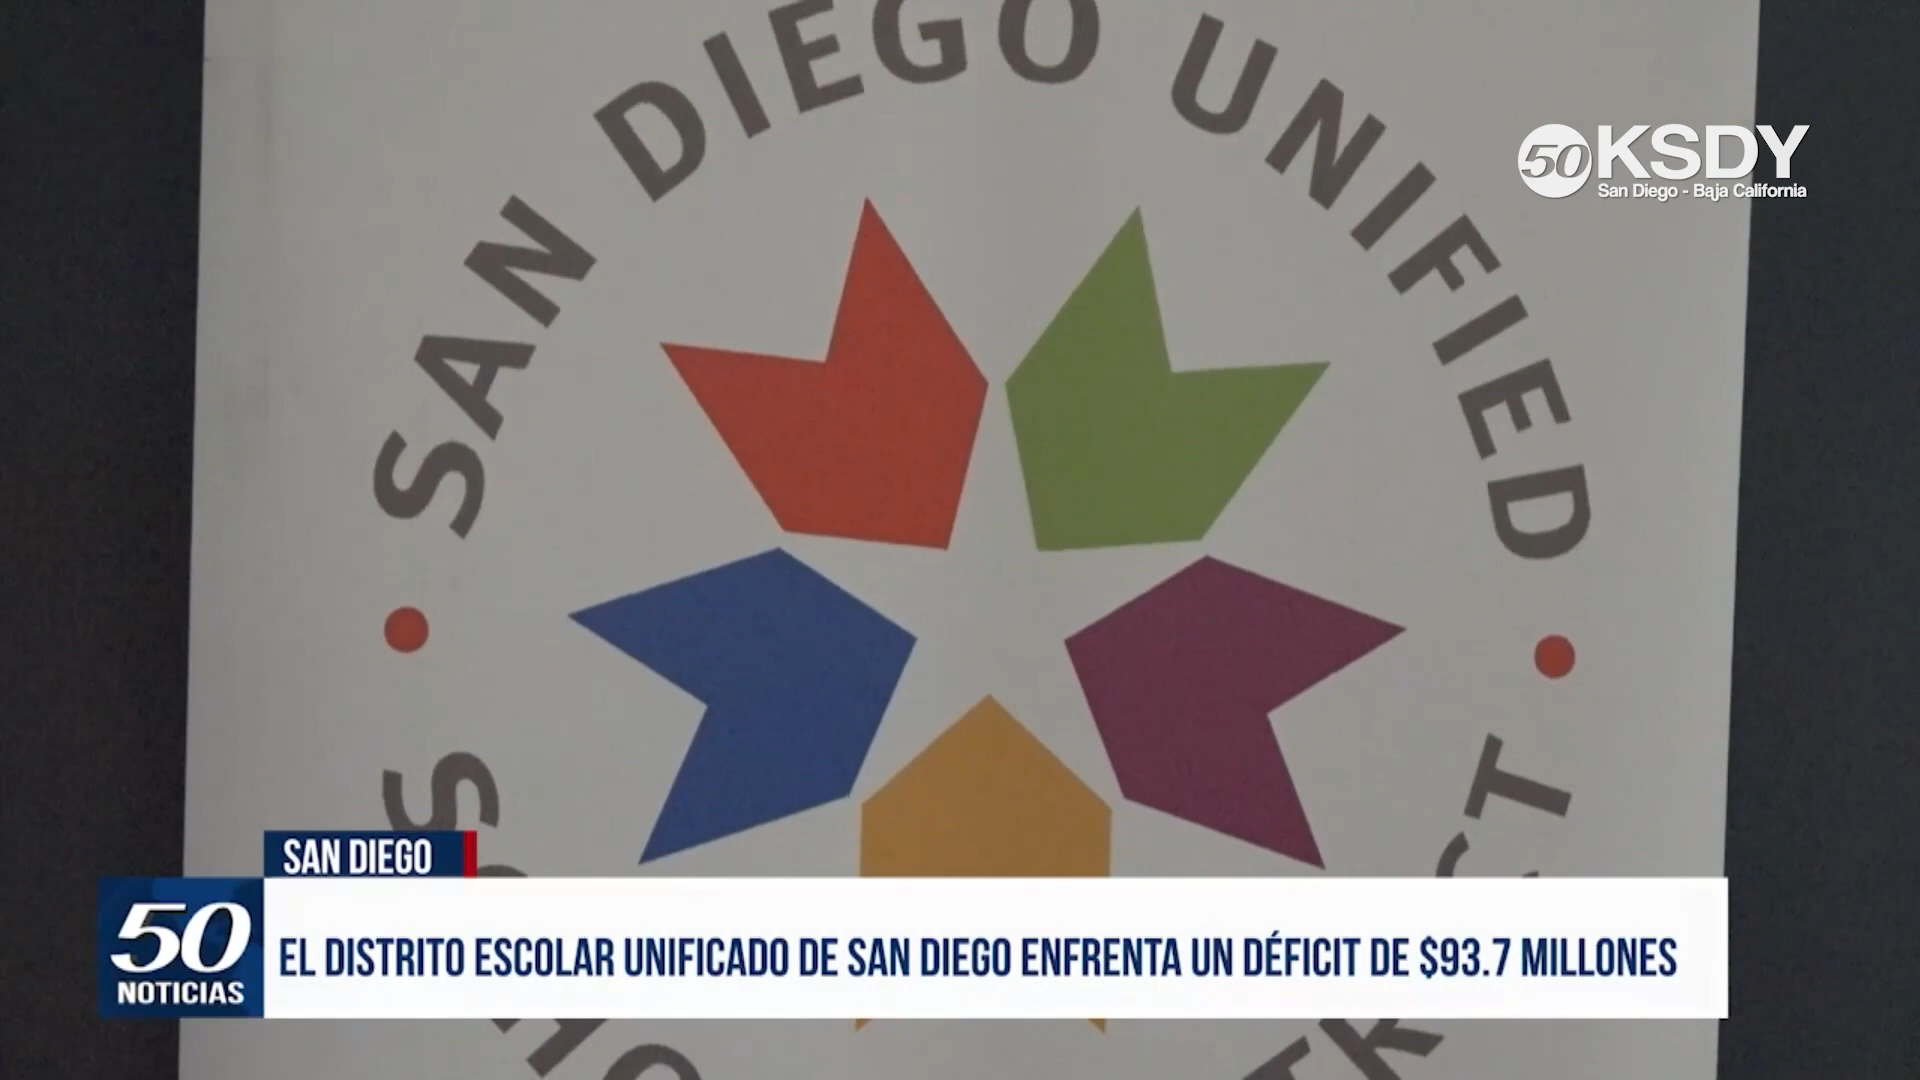 SAN DIEGO UNIFIED
50 KSDY
San Diego - Baja California
SAN DIEGO
50
NOTICIAS
EL DISTRITO ESCOLAR UNIFICADO DE SAN DIEGO ENFRENTA UN DÉFICIT DE $93.7 MILLONES